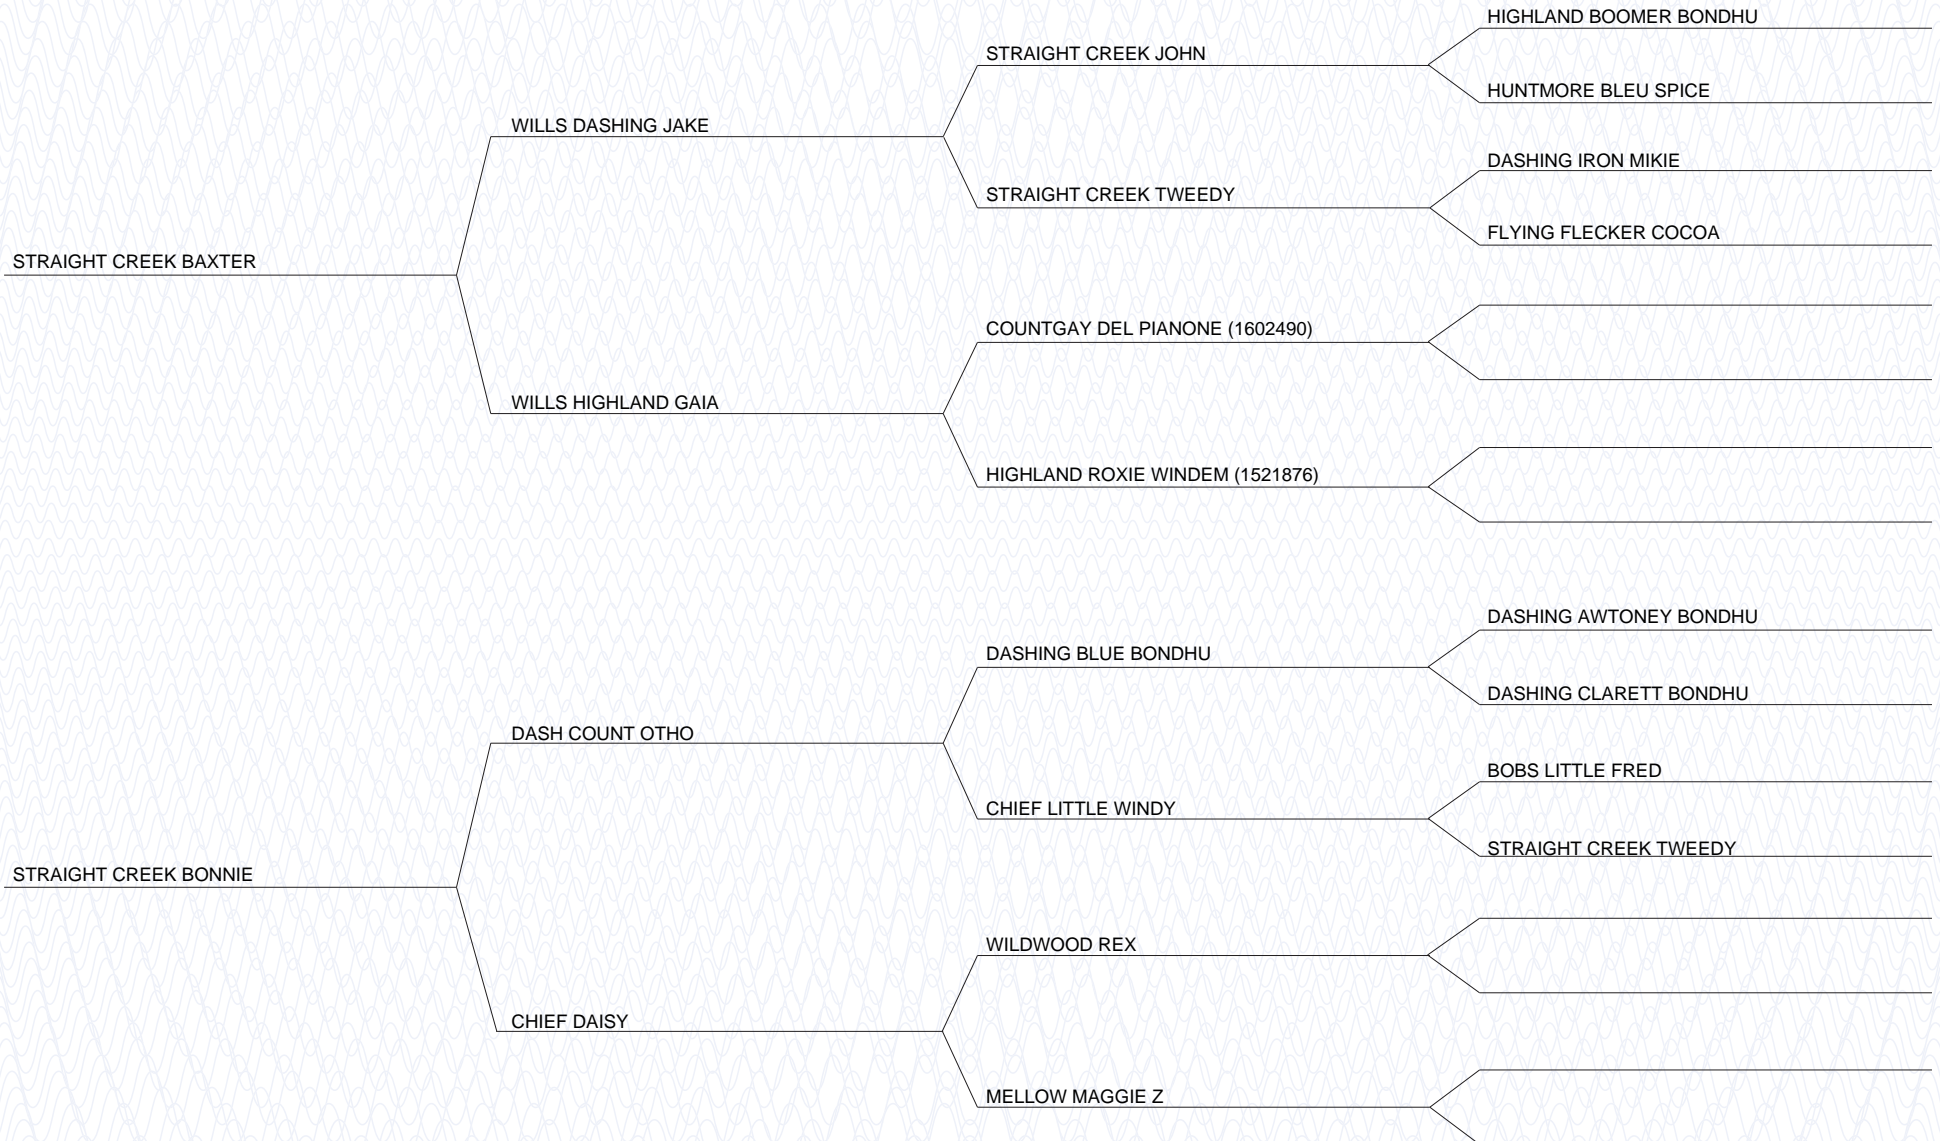 HIGHLAND BOOMER BONDHU
STRAIGHT CREEK JOHN
HUNTMORE BLEU SPICE
WILLS DASHING JAKE
DASHING IRON MIKIE
STRAIGHT CREEK TWEEDY
FLYING FLECKER COCOA
STRAIGHT CREEK BAXTER
COUNTGAY DEL PIANONE (1602490)
WILLS HIGHLAND GAIA
HIGHLAND ROXIE WINDEM (1521876)
DASHING AWTONEY BONDHU
DASHING BLUE BONDHU
DASHING CLARETT BONDHU
DASH COUNT OTHO
BOBS LITTLE FRED
CHIEF LITTLE WINDY
STRAIGHT CREEK TWEEDY
STRAIGHT CREEK BONNIE
WILDWOOD REX
CHIEF DAISY
MELLOW MAGGIE Z